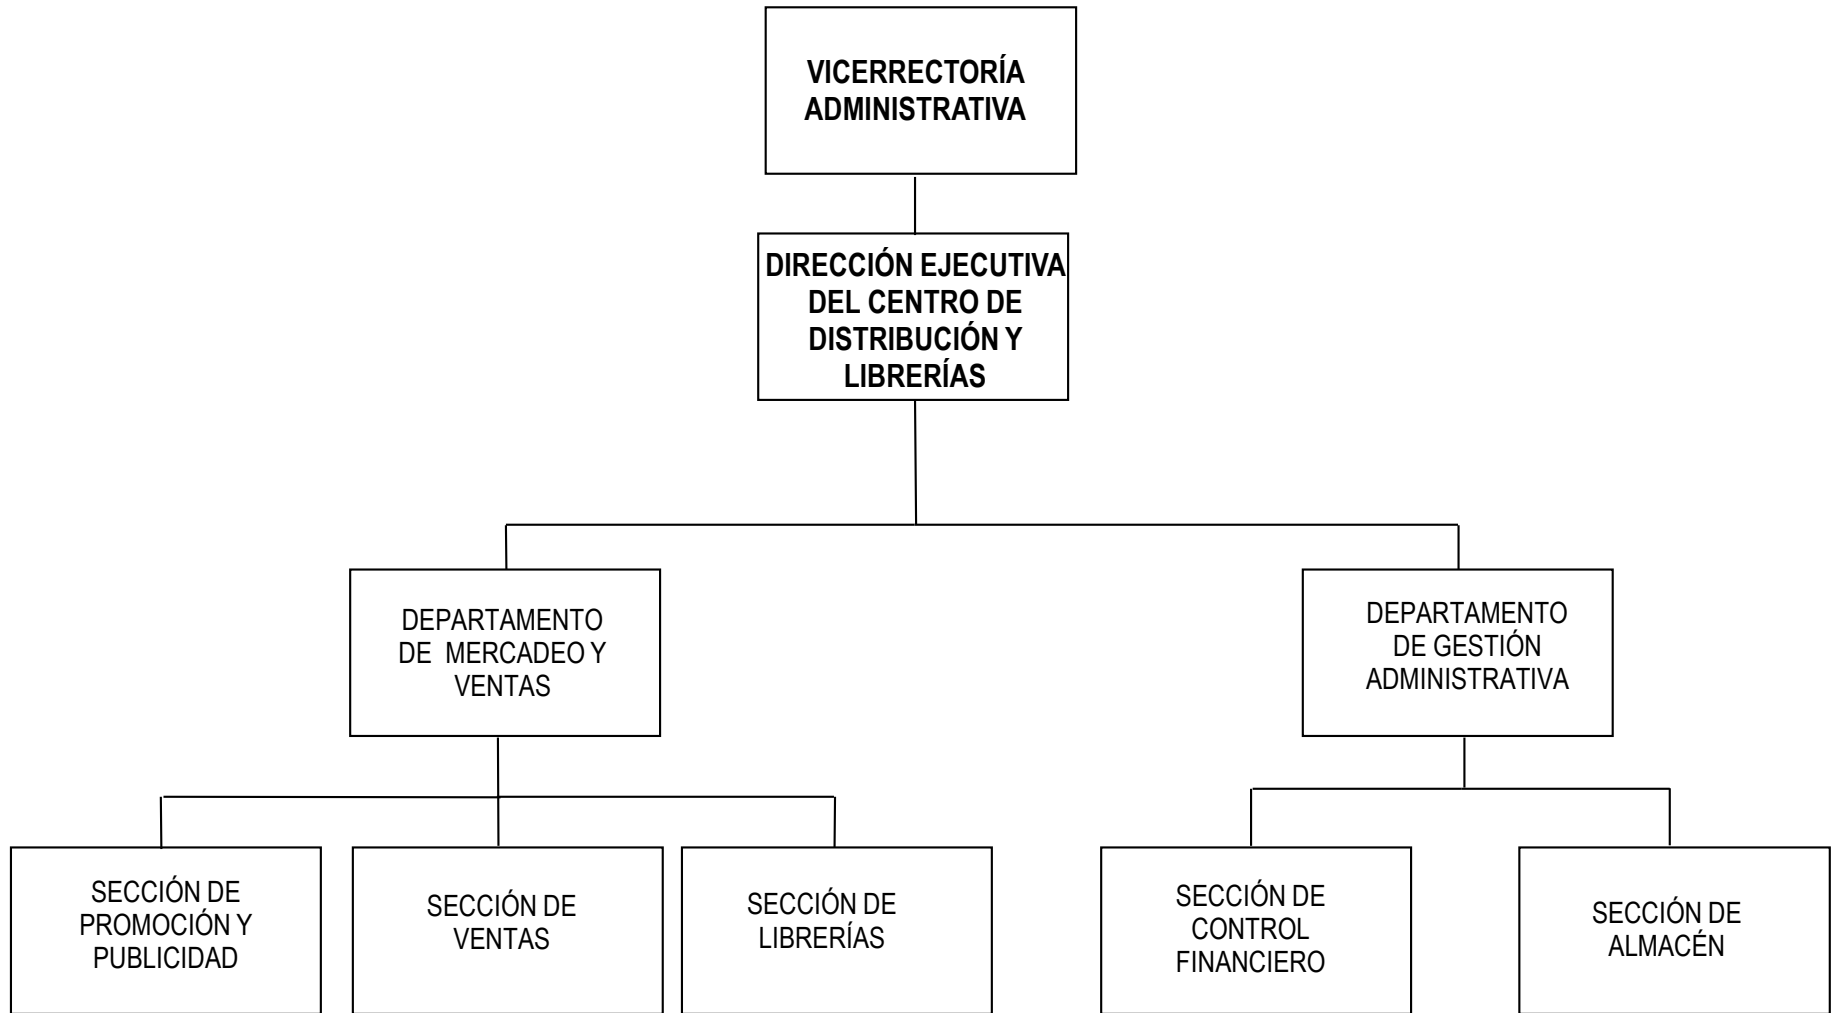 VICERRECTORÍA
ADMINISTRATIVA
DIRECCIÓN EJECUTIVA
DEL CENTRO DE
DISTRIBUCIÓN Y
LIBRERÍAS
DEPARTAMENTO
DE MERCADEO Y
VENTAS
DEPARTAMENTO
DE GESTIÓN
ADMINISTRATIVA
SECCIÓN DE
PROMOCIÓN Y
PUBLICIDAD
SECCIÓN DE
VENTAS
SECCIÓN DE
LIBRERÍAS
SECCIÓN DE
CONTROL
FINANCIERO
SECCIÓN DE
ALMACÉN